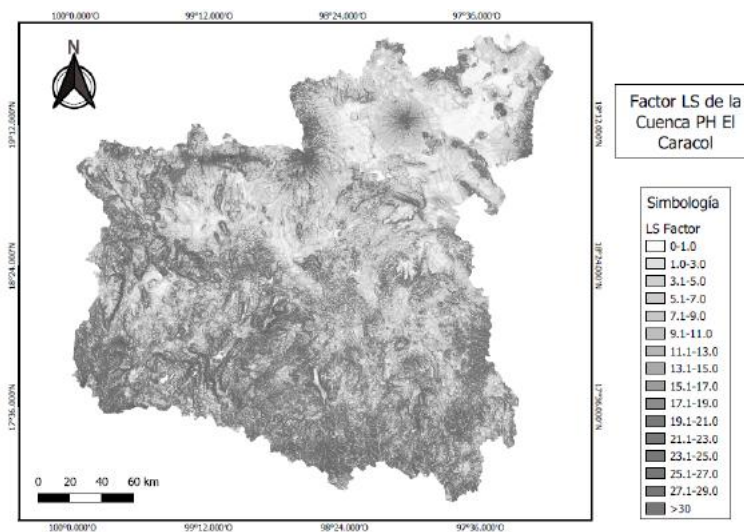 100°0.000'O 99°12.000'O 98°24.000'O 97°36.000'O
N
19°12.000'N
19°12.000'N
Factor LS de la
Cuenca PH El
Caracol
Simbología
LS Factor
0-1.0
1.0-3.0
3.1-5.0
5.1-7.0
7.1-9.0
9.1-11.0
11.1-13.0
13.1-15.0
15.1-17.0
17.1-19.0
19.1-21.0
21.1-23.0
23.1-25.0
25.1-27.0
27.1-29.0
>30
18°24.000'N
18°24.000'N
17°36.000'N
17°36.000'N
0 20 40 60 km
100°0.000'O 99°12.000'O 98°24.000'O 97°36.000'O